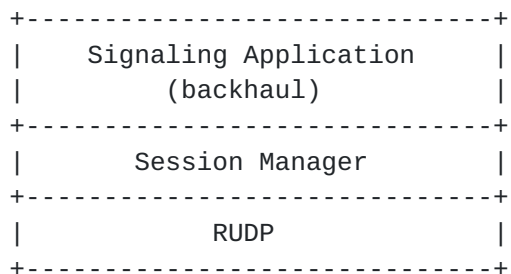 Signaling Application
(backhaul)
Session Manager
RUDP